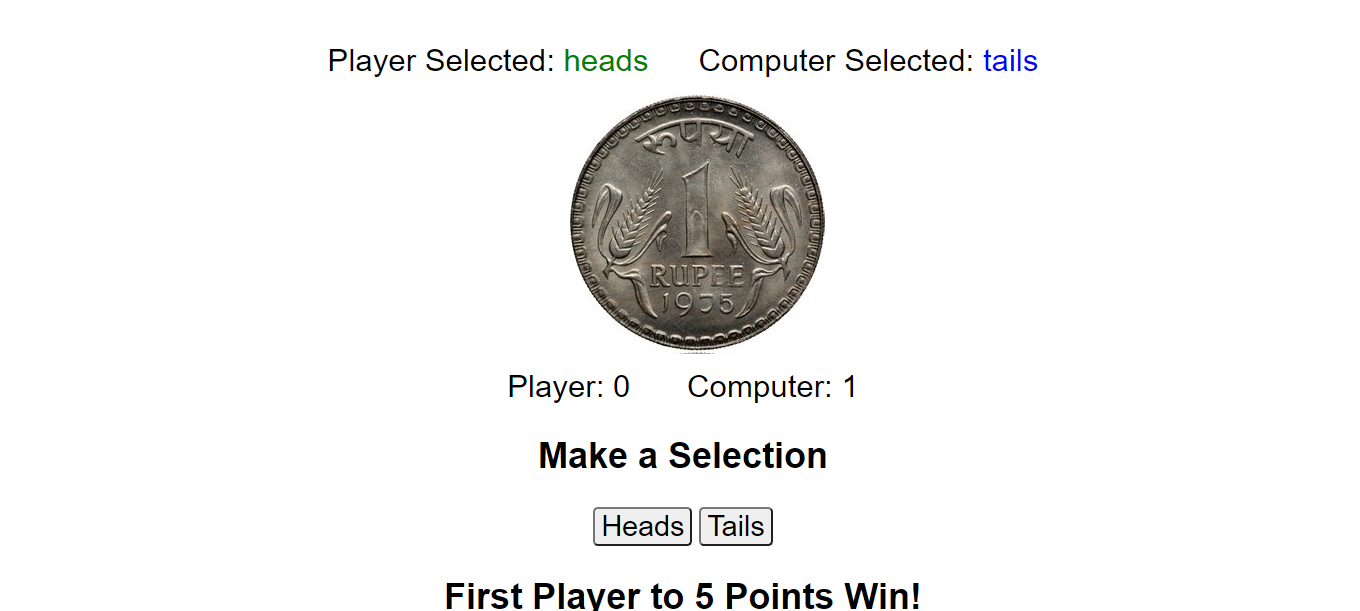 Player Selected: heads Computer Selected: tails
रूपया
1
RUPEE
1975
Player: 0 Computer: 1
Make a Selection
Heads Tails
First Player to 5 Points Win!